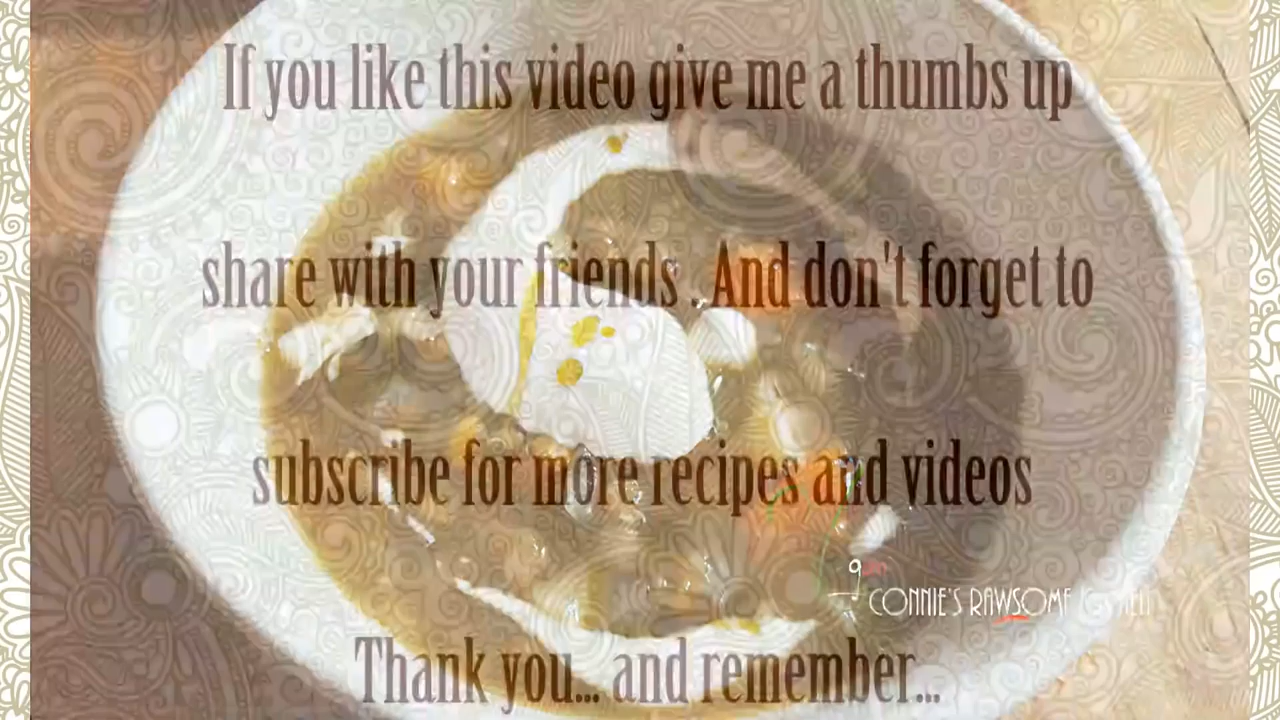 If you like this video give me a thumbs up
share with your friends . And don't forget to
subscribe for more recipes and videos
CONNIE'S RAWSOME
Thank you... and remember...